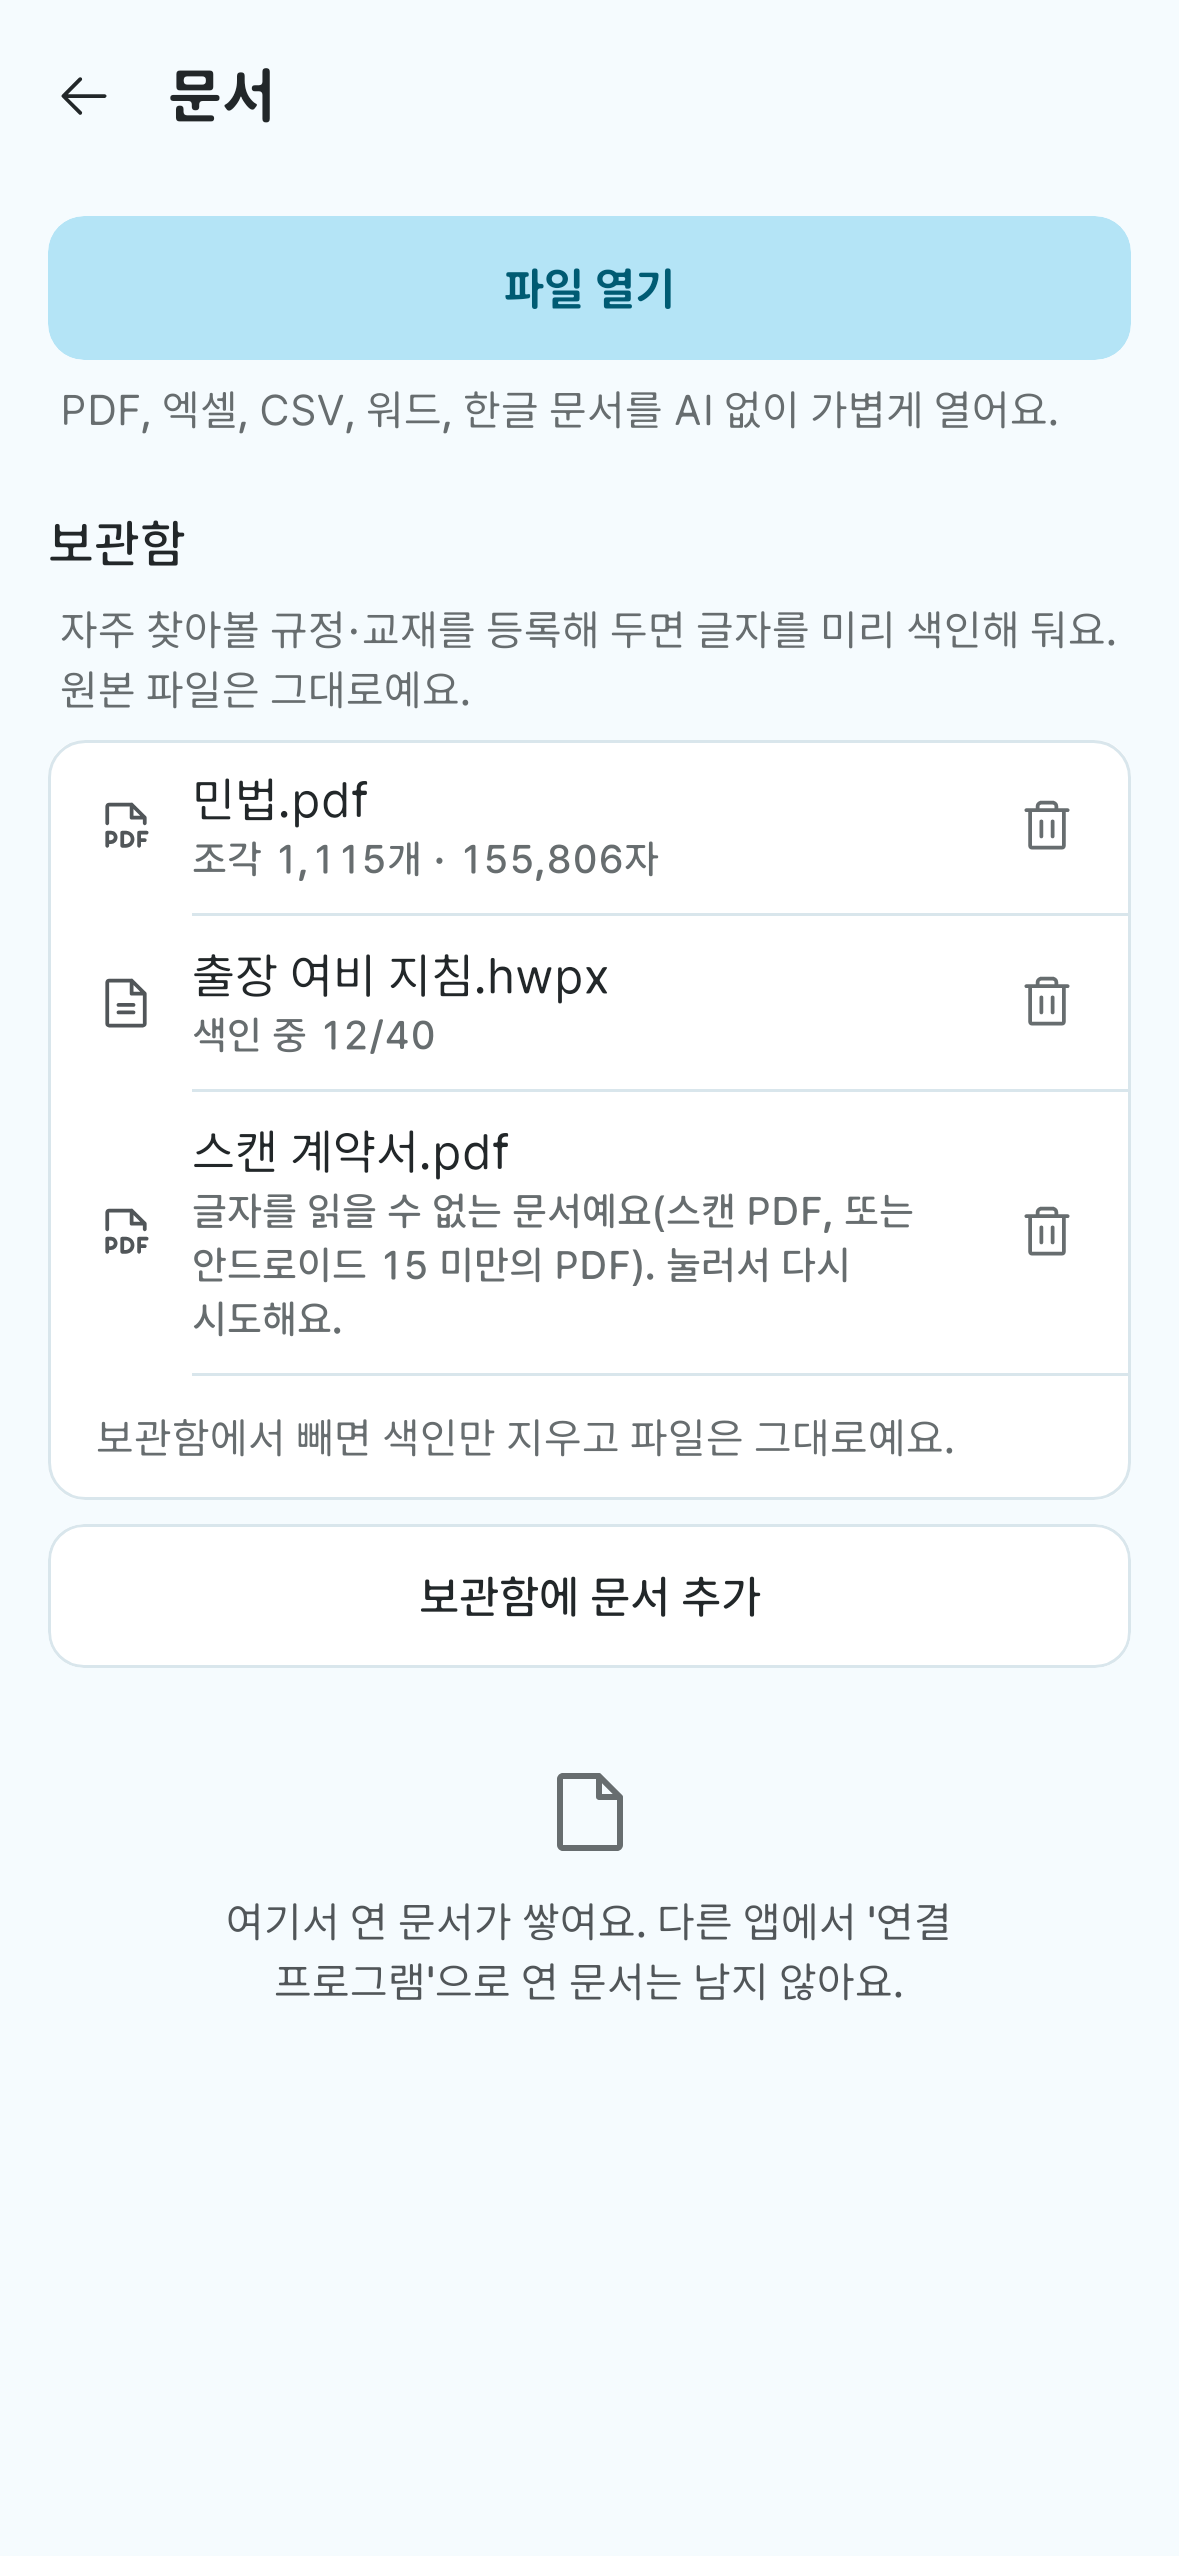 문서
파일 열기
PDF, 엑셀, CSV, 워드, 한글 문서를 AI 없이 가볍게 열어요.
보관함
자주 찾아볼 규정·교재를 등록해 두면 글자를 미리 색인해 둬요.
원본 파일은 그대로예요.
PDF
민법.pdf
조각 1,115개 · 155,806자
출장 여비 지침.hwpx
색인 중 12/40
스캔 계약서.pdf
PDF
글자를 읽을 수 없는 문서예요(스캔 PDF, 또는
안드로이드 15 미만의 PDF). 눌러서 다시
시도해요.
보관함에서 빼면 색인만 지우고 파일은 그대로예요.
보관함에 문서 추가
여기서 연 문서가 쌓여요. 다른 앱에서 '연결
프로그램'으로 연 문서는 남지 않아요.